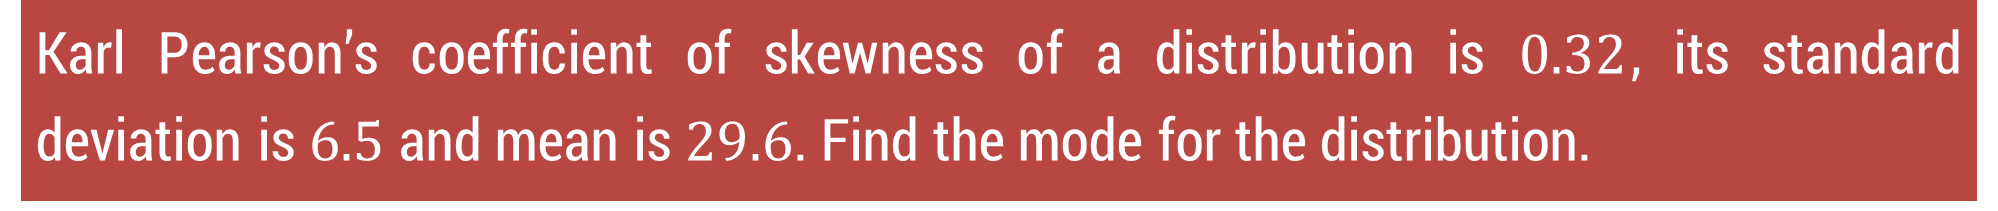 Karl Pearson’s coefficient of skewness of a distribution is 0.32, its standard
deviation is 6.5 and mean is 29.6. Find the mode for the distribution.